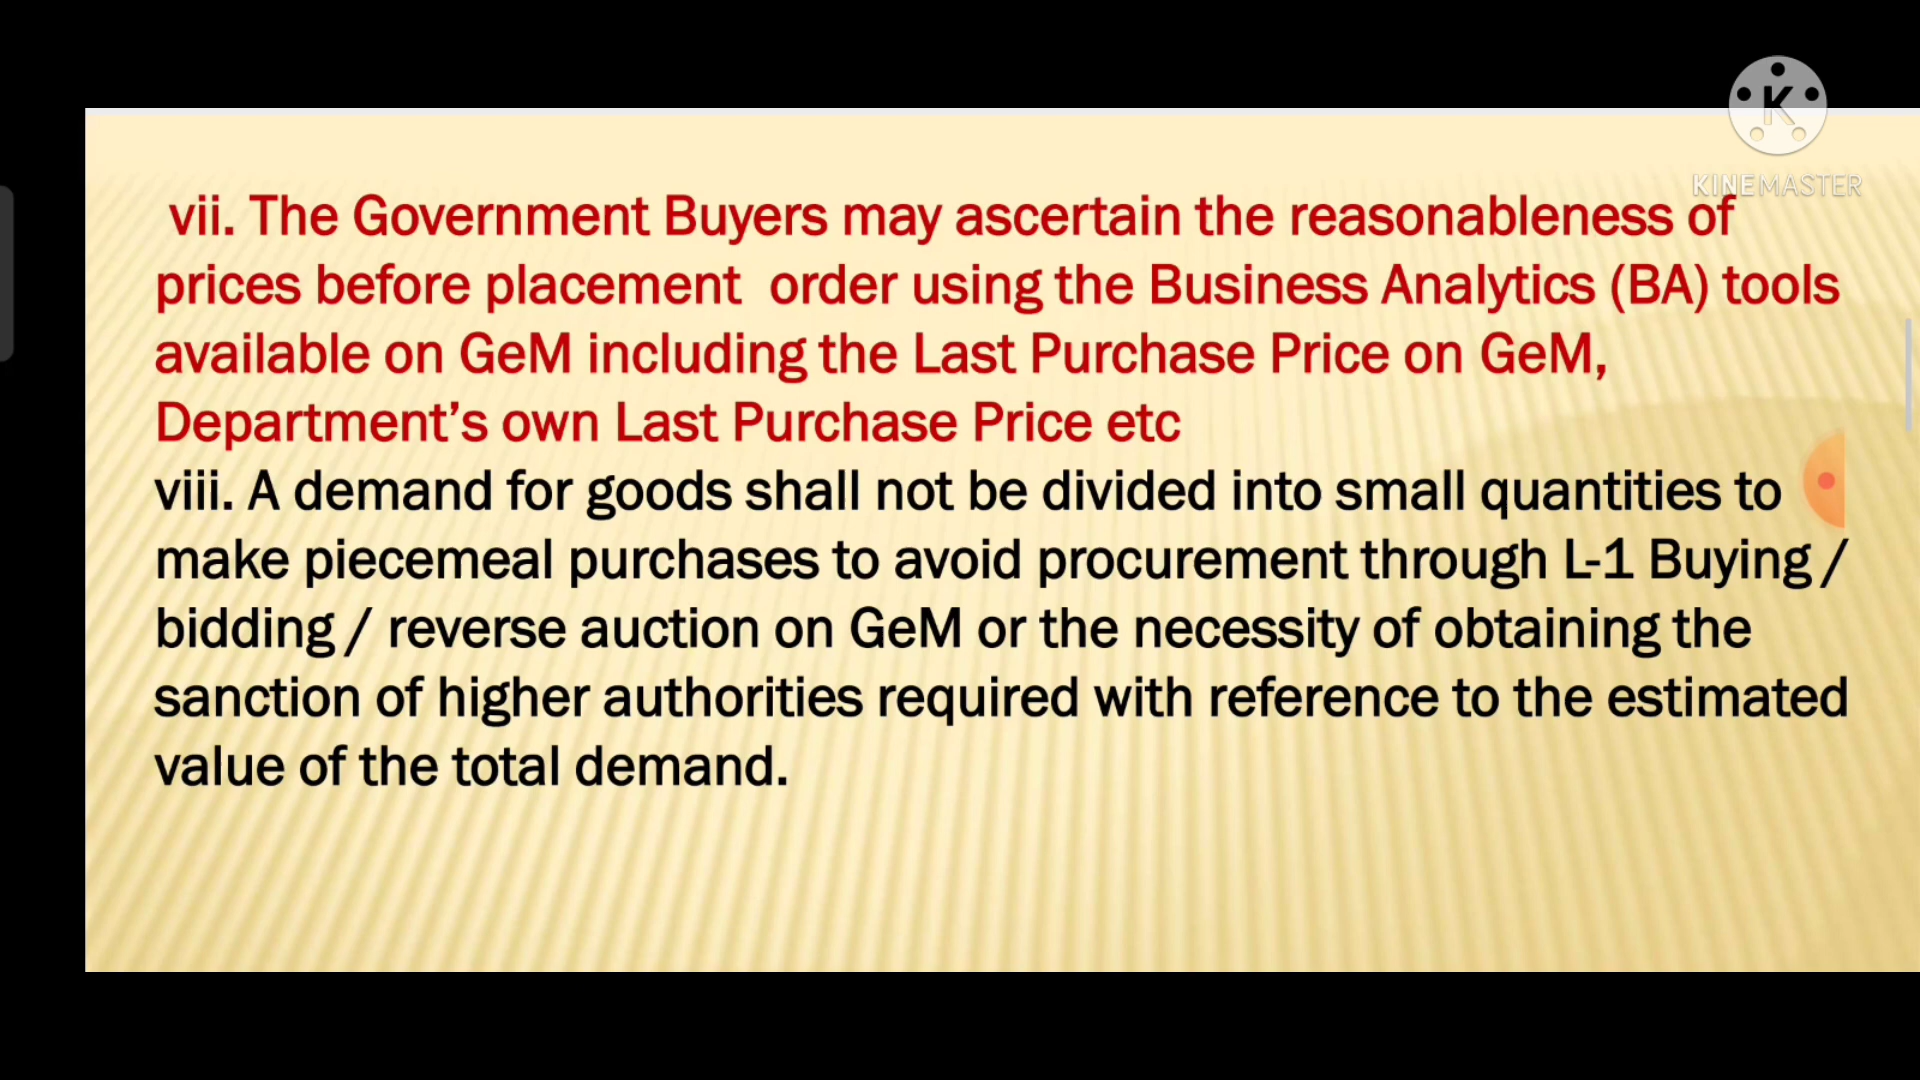 K
KINEMASTER
vii. The Government Buyers may ascertain the reasonableness of
prices before placement  order using the Business Analytics (BA) tools
available on GeM including the Last Purchase Price on GeM,
Department’s own Last Purchase Price etc
viii. A demand for goods shall not be divided into small quantities to
make piecemeal purchases to avoid procurement through L-1 Buying /
bidding / reverse auction on GeM or the necessity of obtaining the
sanction of higher authorities required with reference to the estimated
value of the total demand.